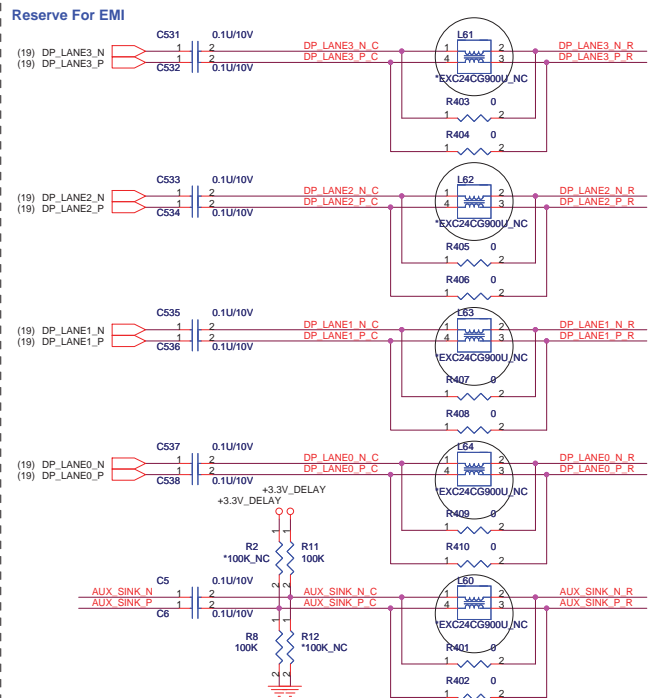 Reserve For EMI
C531 0.1U/10V L61
(19) DP_LANE3_N 1 2 DP_LANE3_N_C 1 2 DP_LANE3_N_R
(19) DP_LANE3_P 1 2 DP_LANE3_P_C 4 3 DP_LANE3_P_R
C532 0.1U/10V *EXC24CG900U_NC
R403 0
1 2
R404 0
1 2
C533 0.1U/10V L62
(19) DP_LANE2_N 1 2 DP_LANE2_N_C 1 2 DP_LANE2_N_R
(19) DP_LANE2_P 1 2 DP_LANE2_P_C 4 3 DP_LANE2_P_R
C534 0.1U/10V *EXC24CG900U_NC
R405 0
1 2
R406 0
1 2
C535 0.1U/10V L63
(19) DP_LANE1_N 1 2 DP_LANE1_N_C 1 2 DP_LANE1_N_R
(19) DP_LANE1_P 1 2 DP_LANE1_P_C 4 3 DP_LANE1_P_R
C536 0.1U/10V *EXC24CG900U_NC
R407 0
1 2
R408 0
1 2
C537 0.1U/10V L64
(19) DP_LANE0_N 1 2 DP_LANE0_N_C 1 2 DP_LANE0_N_R
(19) DP_LANE0_P 1 2 DP_LANE0_P_C 4 3 DP_LANE0_P_R
C538 0.1U/10V *EXC24CG900U_NC
+3.3V_DELAY
+3.3V_DELAY
R409 0
1 2
1 1
R2 R11 R410 0
*100K_NC 100K
1 2
2 2
C5 0.1U/10V L60
AUX_SINK_N 1 2 AUX_SINK_N_C 1 2 AUX_SINK_N_R
AUX_SINK_P 1 2 AUX_SINK_P_C 4 3 AUX_SINK_P_R
C6 0.1U/10V *EXC24CG900U_NC
1 1
R8 R12
100K *100K_NC
R401 0
1 2
2 2
R402 0
1 2